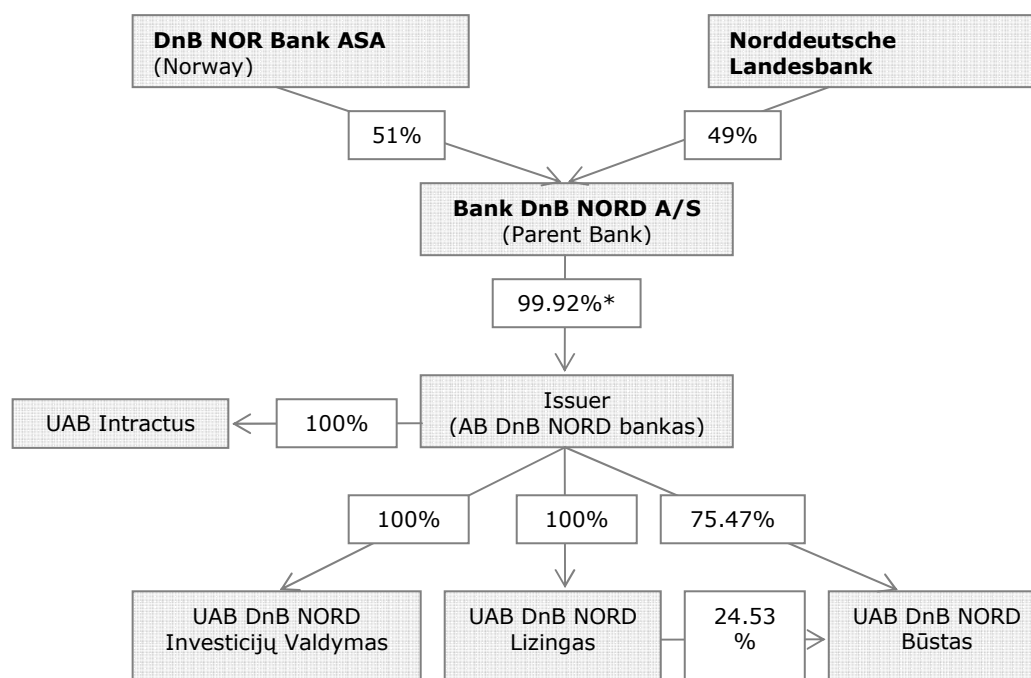 DnB NOR Bank ASA
(Norway)
Norddeutsche
Landesbank
51%
49%
Bank DnB NORD A/S
(Parent Bank)
99.92%*
Issuer
(AB DnB NORD bankas)
UAB Intractus
100%
100%
100%
75.47%
UAB DnB NORD
Investicijų Valdymas
UAB DnB NORD
Lizingas
24.53
%
UAB DnB NORD
Būstas